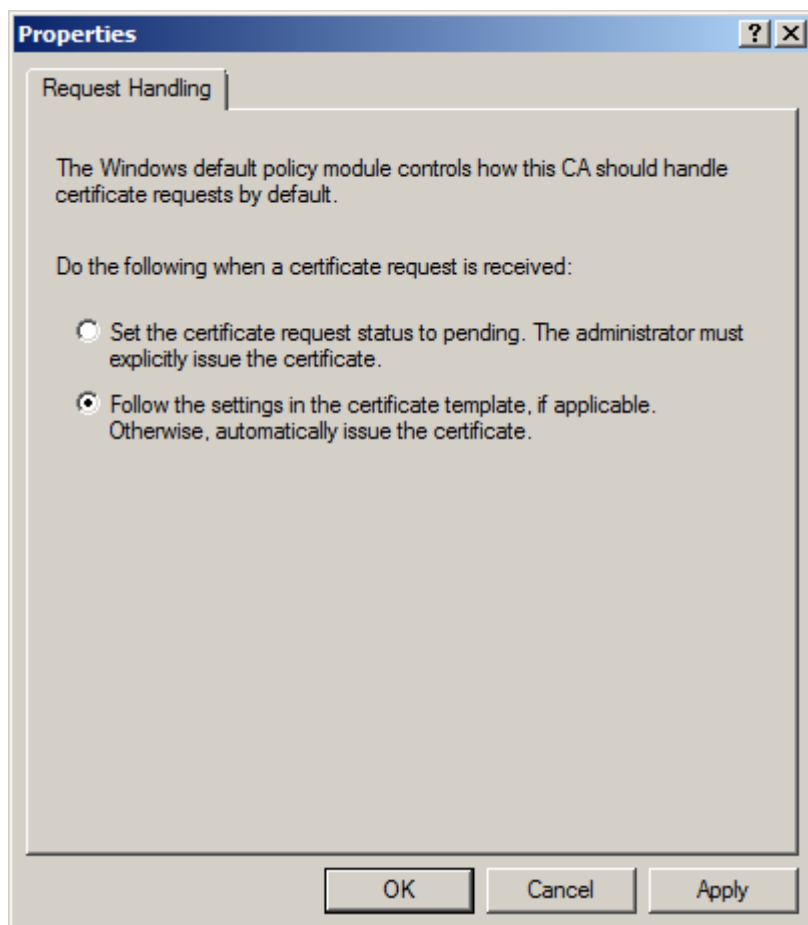 Properties
Request Handling
The Windows default policy module controls how this CA should handle
certificate requests by default.
Do the following when a certificate request is received:
Set the certificate request status to pending. The administrator must
explicitly issue the certificate.
Follow the settings in the certificate template, if applicable.
Otherwise, automatically issue the certificate.
OK Cancel Apply